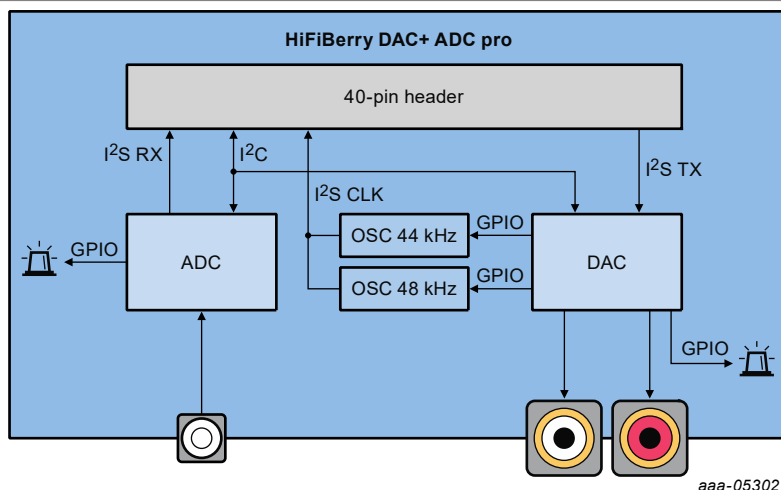 HiFiBerry DAC+ ADC pro
40-pin header
I²S RX
I²C
I²S CLK
I²S TX
GPIO
ADC
OSC 44 kHz
GPIO
DAC
OSC 48 kHz
GPIO
GPIO
aaa-05302